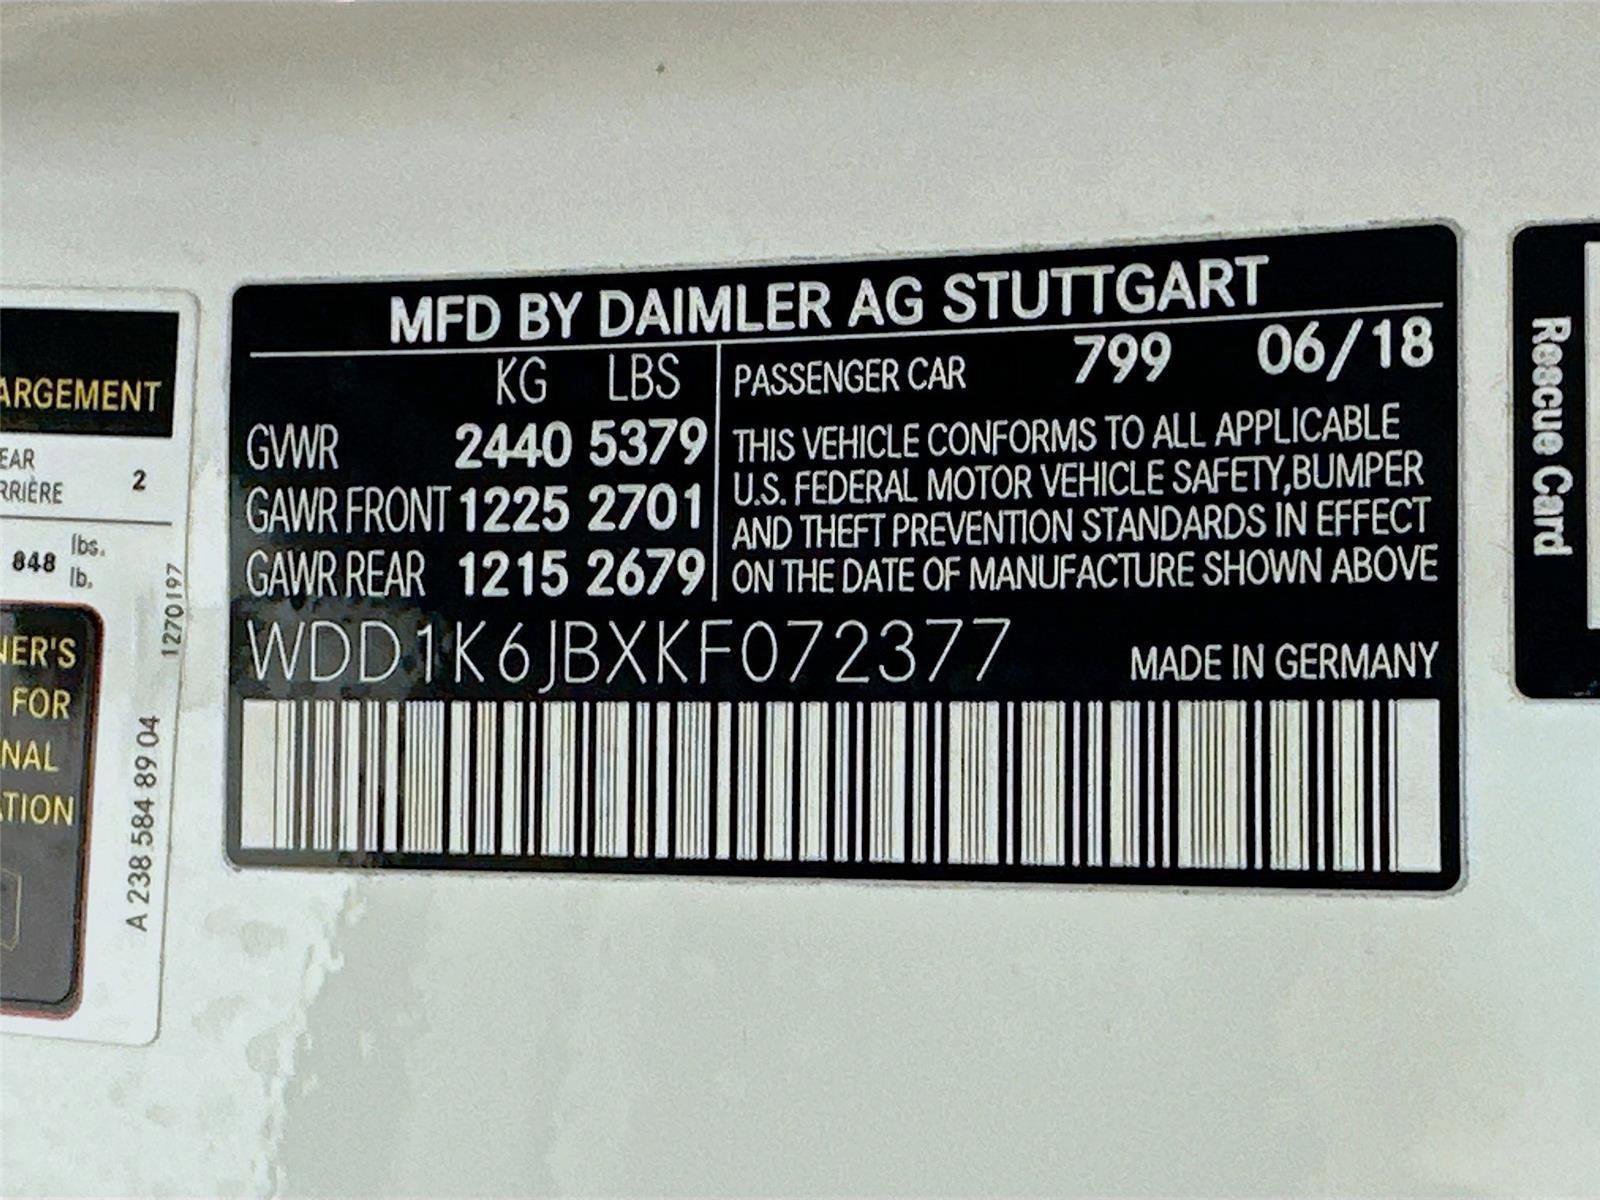 MFD BY DAIMLER AG STUTTGART
KG LBS
GVWR 2440 5379
GAWR FRONT 1225 2701
GAWR REAR 1215 2679
PASSENGER CAR 799 06/18
THIS VEHICLE CONFORMS TO ALL APPLICABLE
U.S. FEDERAL MOTOR VEHICLE SAFETY,BUMPER
AND THEFT PREVENTION STANDARDS IN EFFECT
ON THE DATE OF MANUFACTURE SHOWN ABOVE
WDD1K6JBXKF072377 MADE IN GERMANY
ARGEMENT
EAR
RRIÈRE 2
848 lbs.
lb.
NER'S
FOR
NAL
ATION
1270197
A 238 584 89 04
Rescue Card